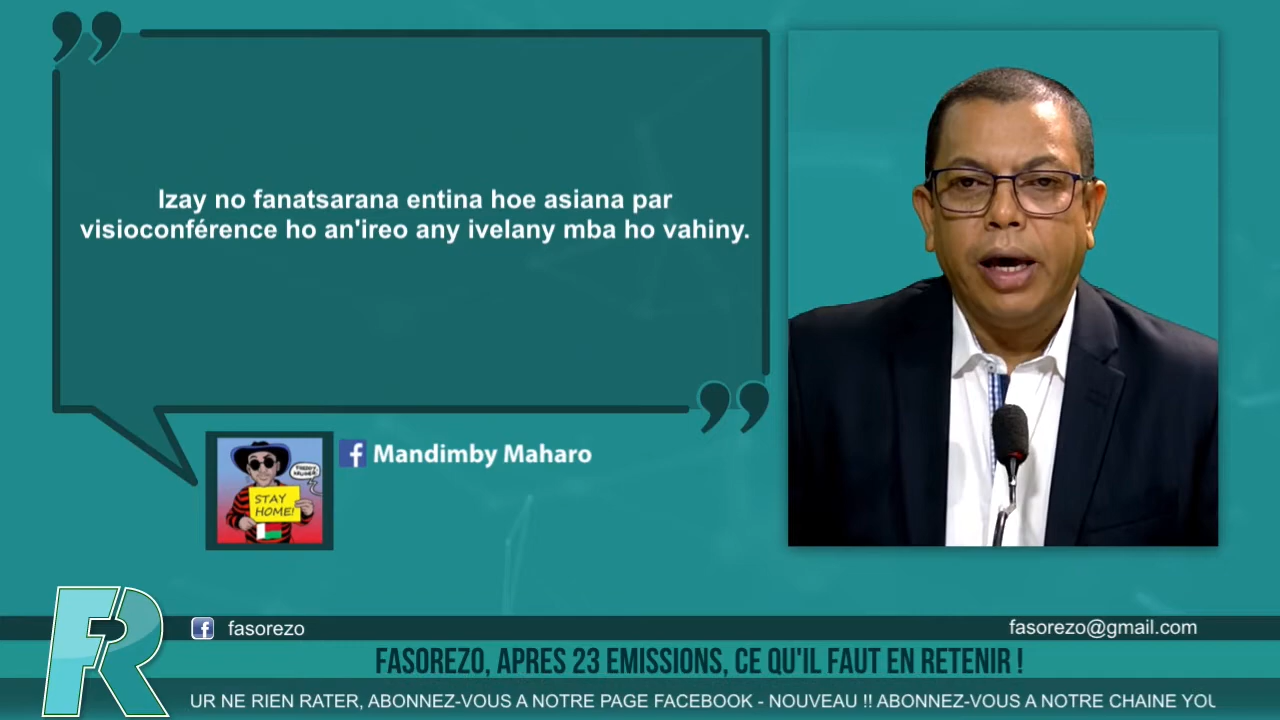 Izay no fanatsarana entina hoe asiana par
visioconférence ho an'ireo any ivelany mba ho vahiny.
STAY
HOME!
Mandimby Maharo
FR
fasorezo
fasorezo@gmail.com
FASOREZO, APRES 23 EMISSIONS, CE QU'IL FAUT EN RETENIR !
UR NE RIEN RATER, ABONNEZ-VOUS A NOTRE PAGE FACEBOOK - NOUVEAU !! ABONNEZ-VOUS A NOTRE CHAINE YOU